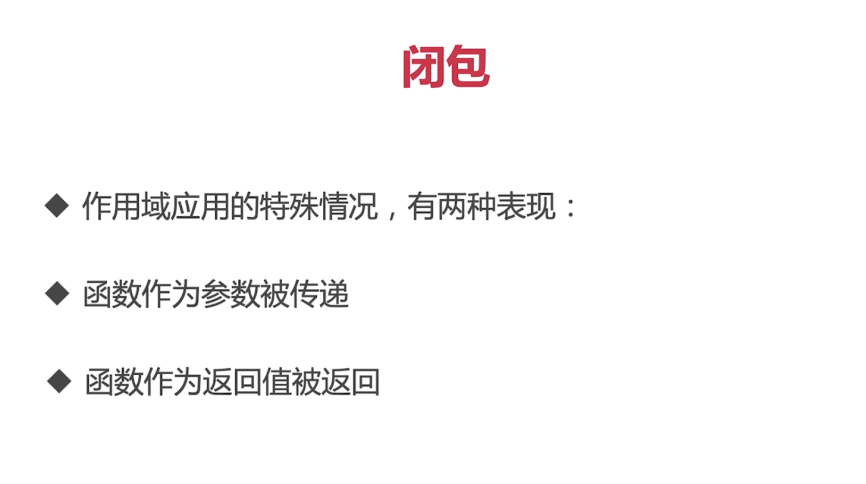 闭包
◆ 作用域应用的特殊情况，有两种表现：
◆ 函数作为参数被传递
◆ 函数作为返回值被返回